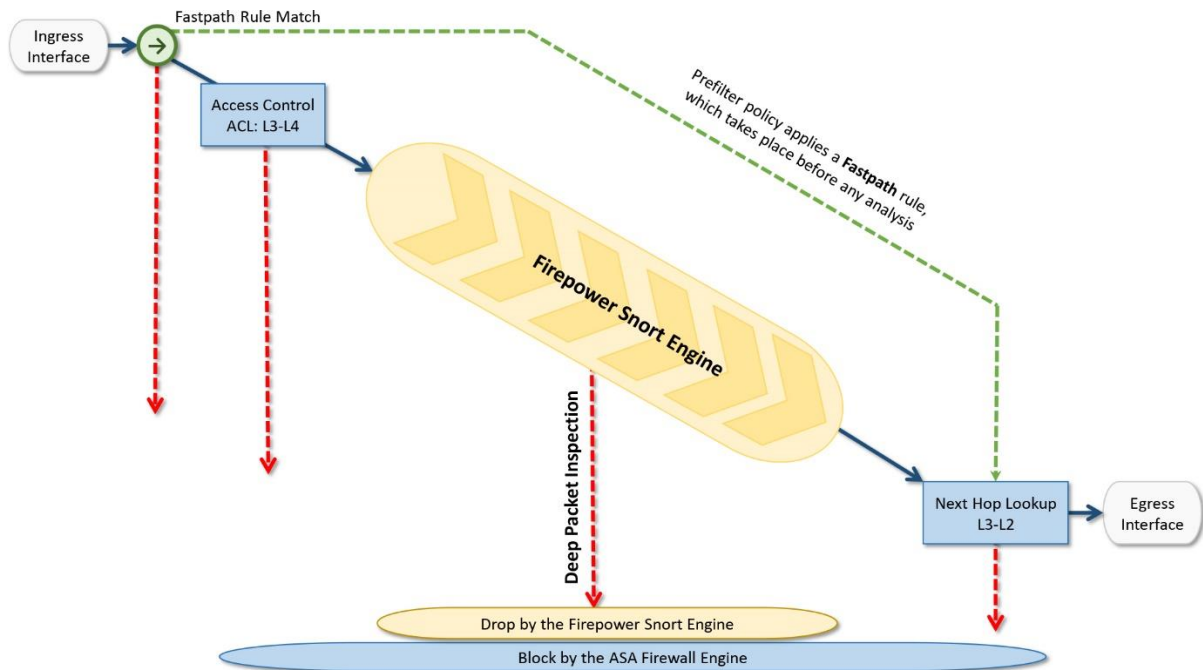 Fastpath Rule Match
Ingress
Interface
Access Control
ACL: L3-L4
Prefilter policy applies a Fastpath rule,
which takes place before any analysis
Firepower Snort Engine
Deep Packet Inspection
Next Hop Lookup
L3-L2
Egress
Interface
Drop by the Firepower Snort Engine
Block by the ASA Firewall Engine